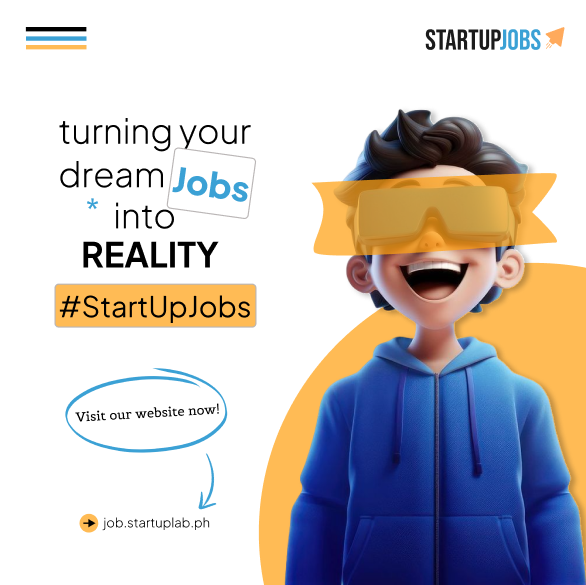 STARTUPJOBS
turning your
dream Jobs
* into
REALITY
#StartUpJobs
Visit our website now!
job.startuplab.ph